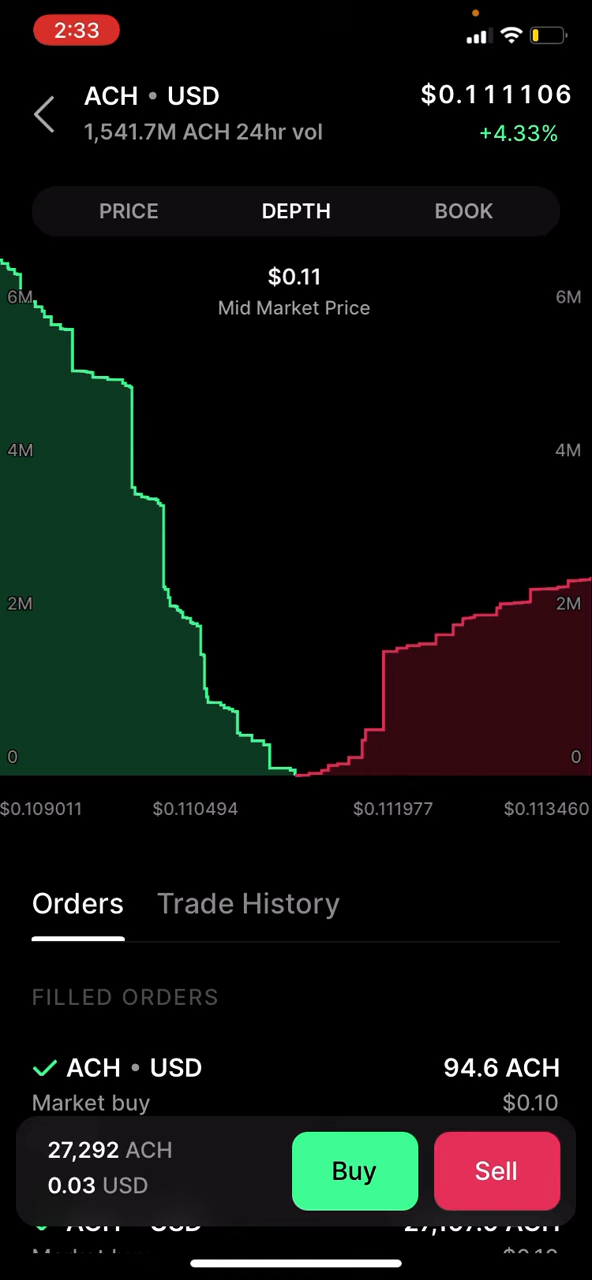 2:33
ACH • USD
$0.111106
1,541.7M ACH 24hr vol
+4.33%
PRICE DEPTH BOOK
$0.11
6M 6M
Mid Market Price
4M 4M
2M 2M
0 0
$0.109011 $0.110494 $0.111977 $0.113460
Orders Trade History
FILLED ORDERS
ACH • USD 94.6 ACH
Market buy $0.10
27,292 ACH
0.03 USD
Buy Sell
ACH USD ACH